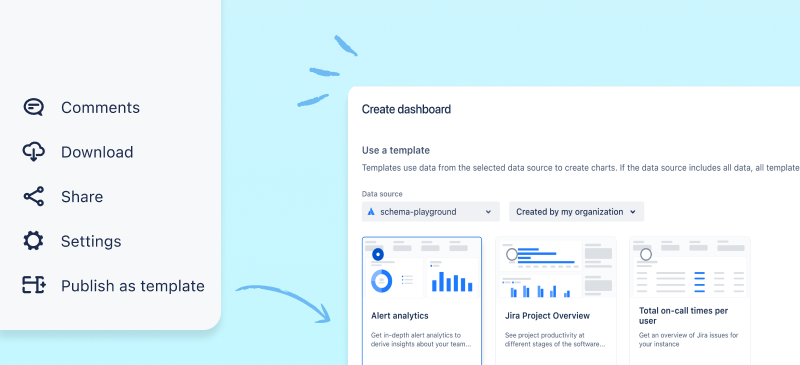 Comments
Download
Share
Settings
Publish as template
Create dashboard
Use a template
Templates use data from the selected data source to create charts. If the data source includes all data, all template
Data source
schema-playground
Created by my organization
Alert analytics
Get in-depth alert analytics to
derive insights about your team...
Jira Project Overview
See project productivity at
different stages of the software...
Total on-call times per
user
Get an overview of Jira issues for
your instance